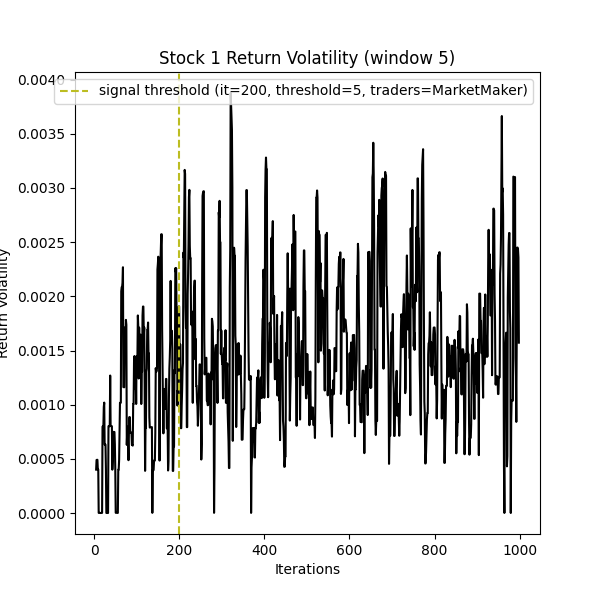 Stock 1 Return Volatility (window 5)
signal threshold (it=200, threshold=5, traders=MarketMaker)
0.0040
0.0035
0.0030
0.0025
0.0020
0.0015
0.0010
0.0005
0.0000
Return Volatility
0 200 400 600 800 1000
Iterations